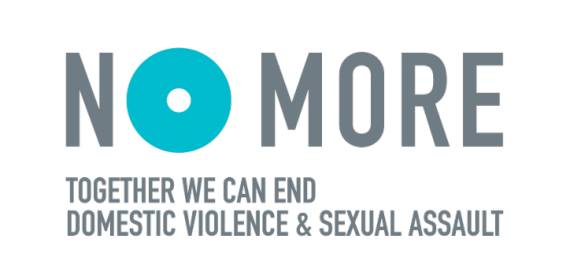 NO MORE
TOGETHER WE CAN END
DOMESTIC VIOLENCE & SEXUAL ASSAULT